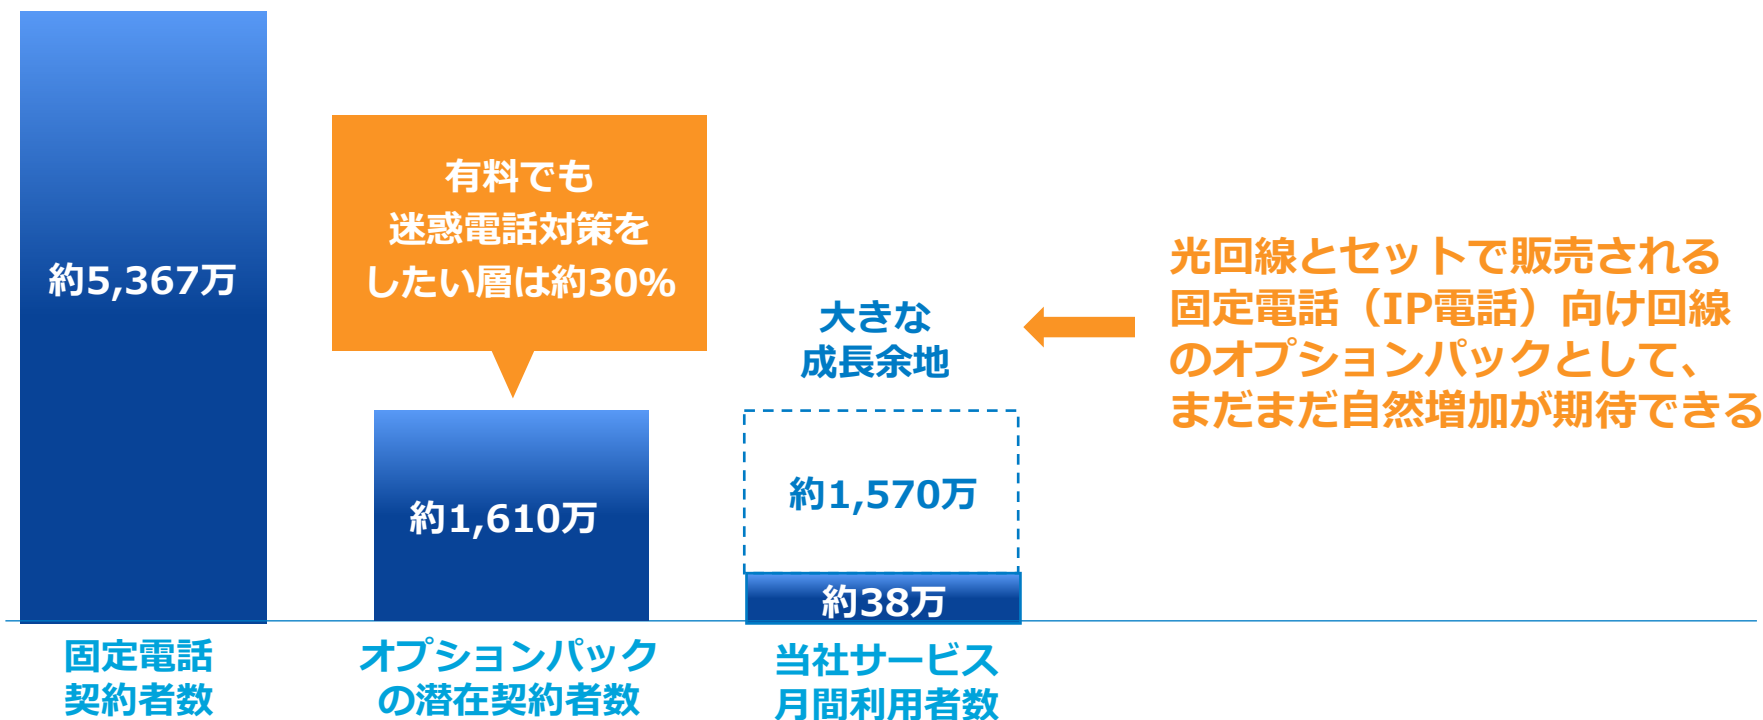 約5,367万
有料でも
迷惑電話対策を
したい層は約30%
約1,610万
大きな
成長余地
約1,570万
約38万
光回線とセットで販売される
固定電話（IP電話）向け回線
のオプションパックとして、
まだまだ自然増加が期待できる
固定電話
契約者数
オプションパック
の潜在契約者数
当社サービス
月間利用者数